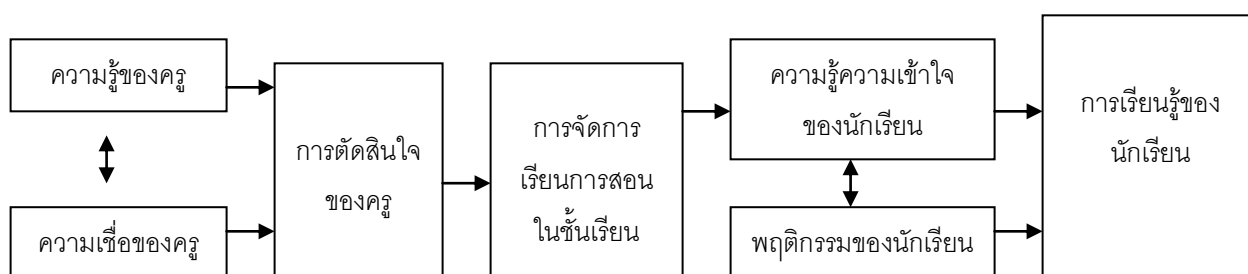 ความรู้ของครู
ความเชื่อของครู
การตัดสินใจ
ของครู
การจัดการ
เรียนการสอน
ในชั้นเรียน
ความรู้ความเข้าใจ
ของนักเรียน
พฤติกรรมของนักเรียน
การเรียนรู้ของ
นักเรียน